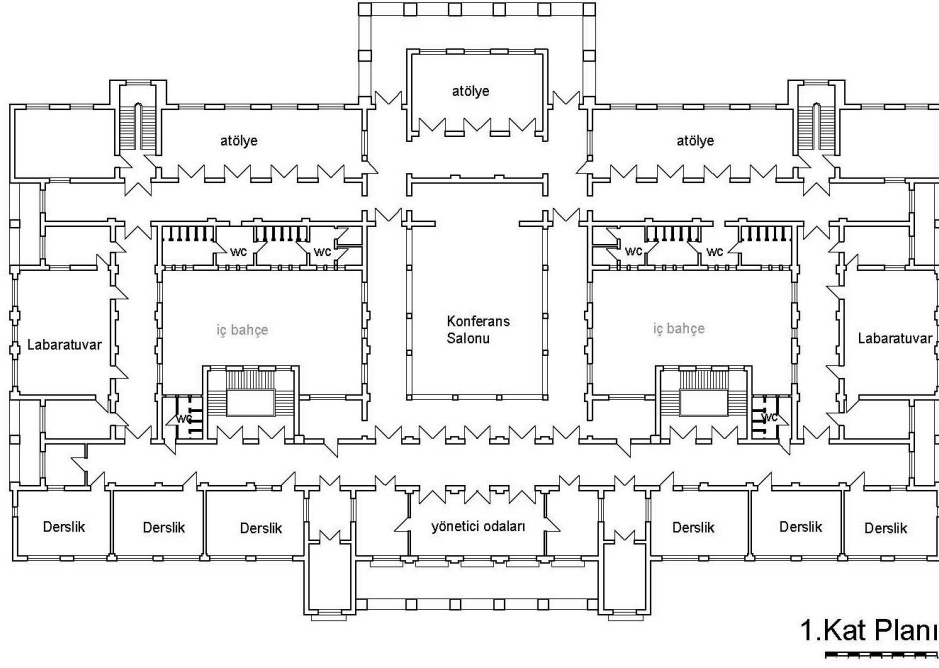 atölye
atölye
atölye
wc
wc
wc
wc
iç bahçe
Konferans
Salonu
iç bahçe
Labaratuvar
Labaratuvar
wc
wc
Derslik
Derslik
Derslik
yönetici odaları
Derslik
Derslik
Derslik
1.Kat Planı